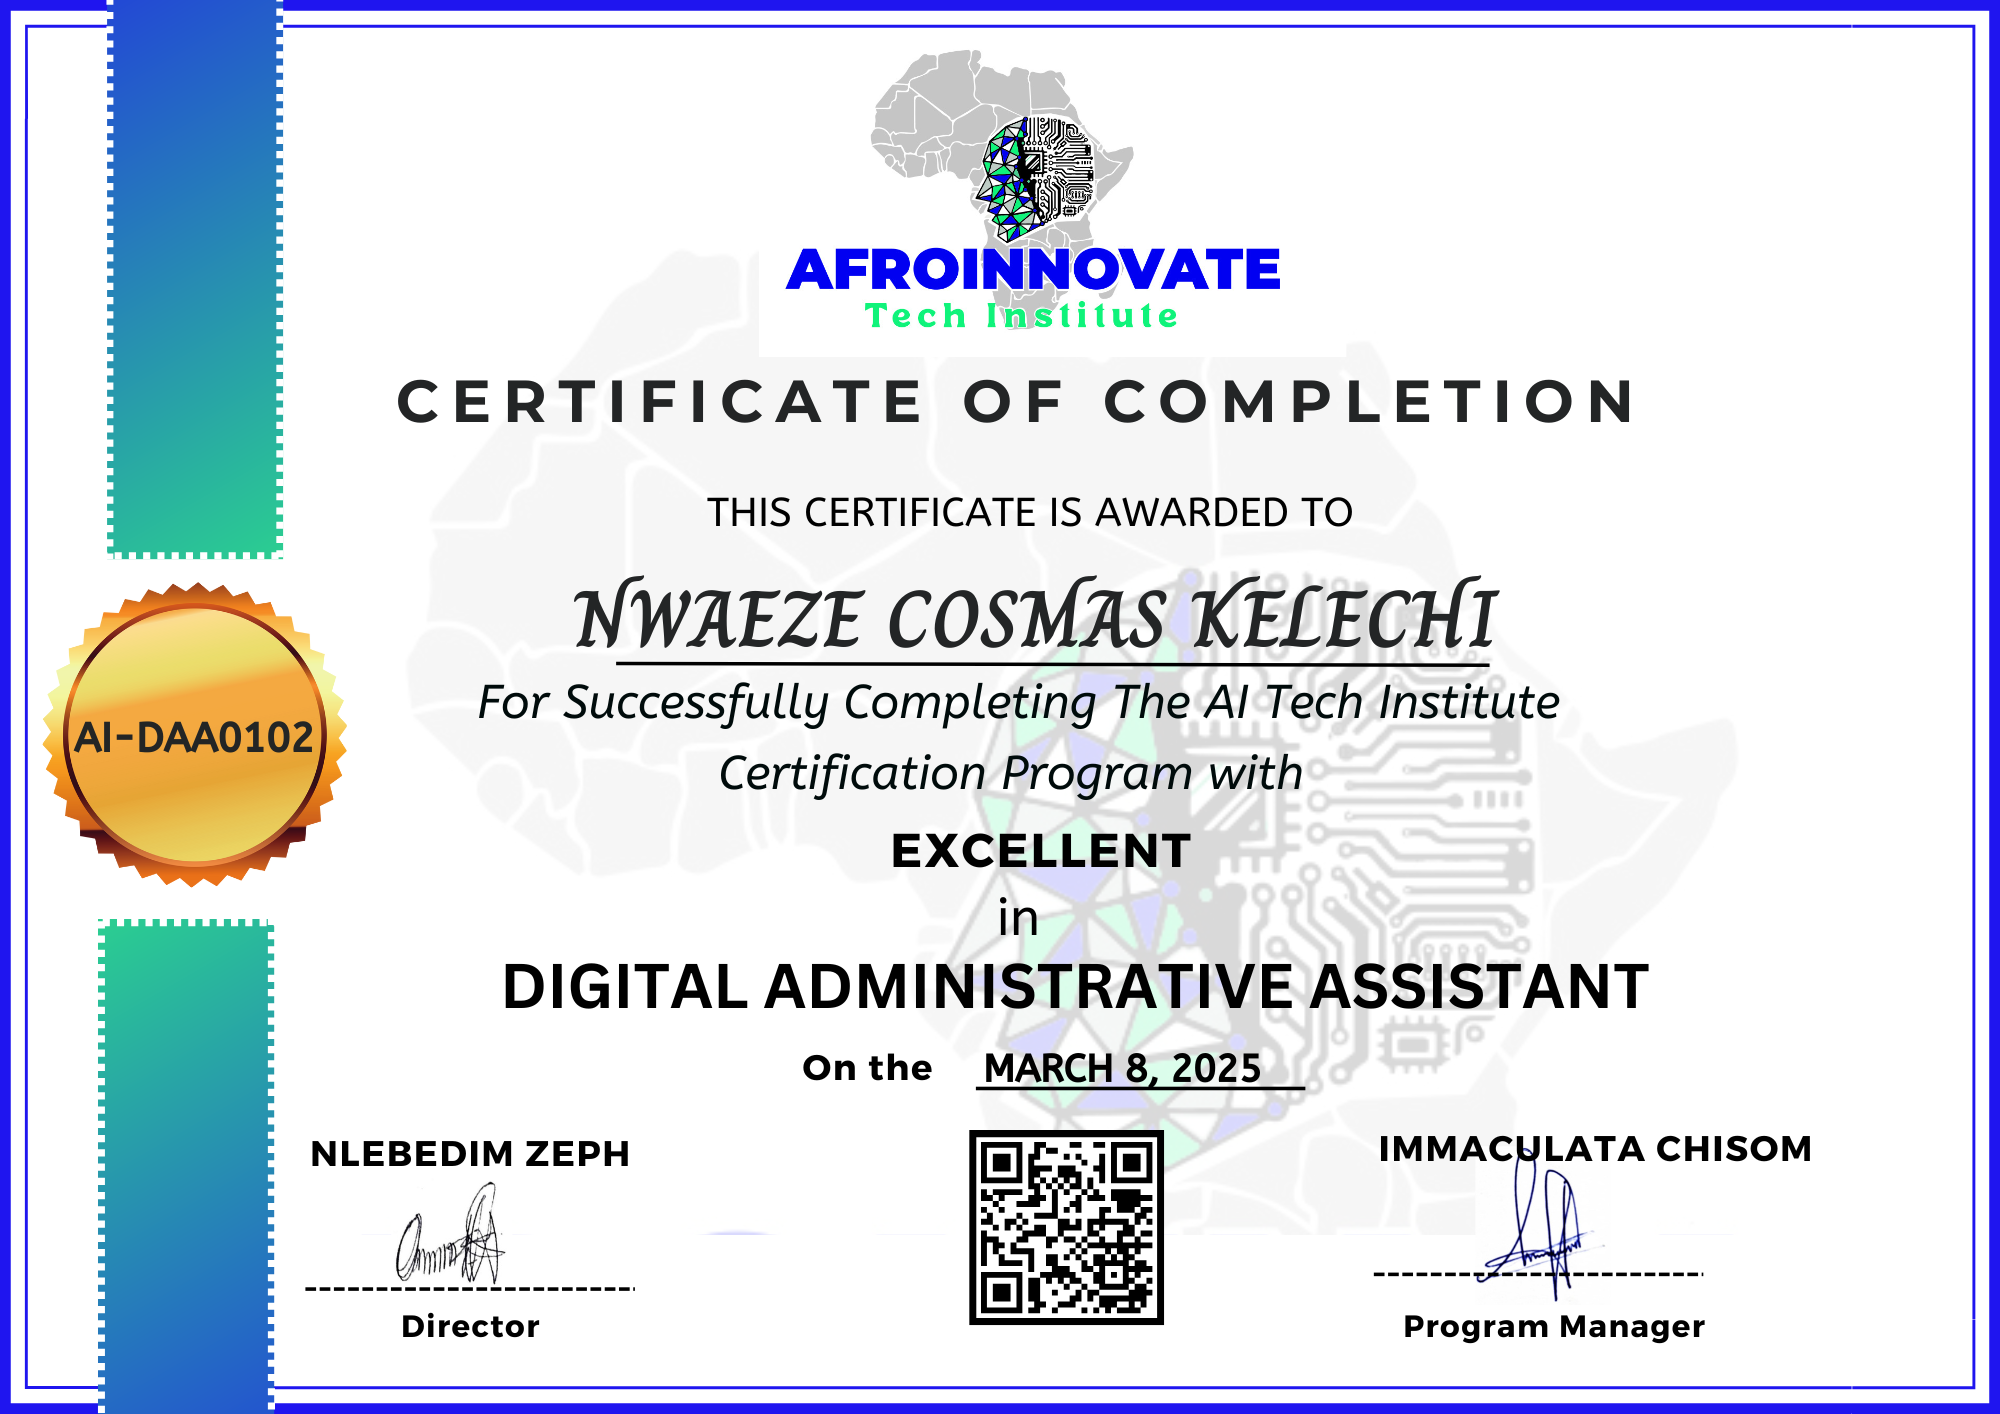 AFROINNOVATE
Tech Institute
CERTIFICATE OF COMPLETION
THIS CERTIFICATE IS AWARDED TO
NWAEZE COSMAS KELECHI
For Successfully Completing The AI Tech Institute
Certification Program with
AI-DAA0102
EXCELLENT
in
DIGITAL ADMINISTRATIVE ASSISTANT
On the MARCH 8, 2025
NLEBEDIM ZEPH
IMMACULATA CHISOM
Director
Program Manager